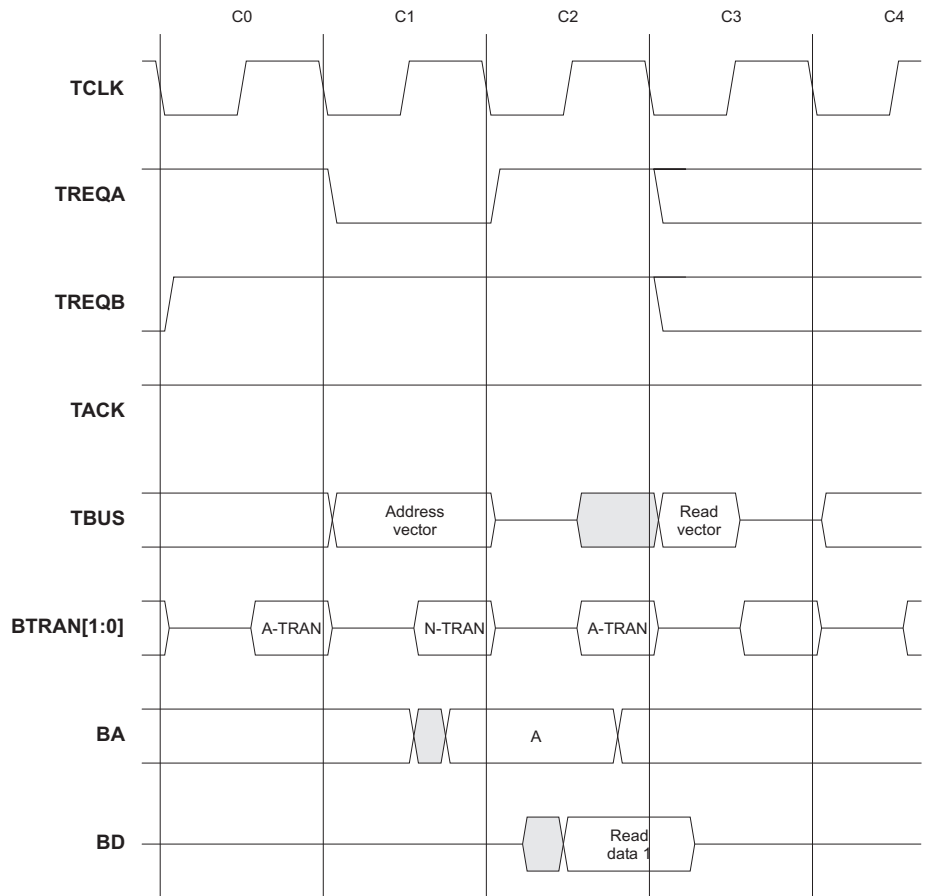 C0 C1 C2 C3 C4
TCLK
TREQA
TREQB
TACK
TBUS
Address
vector
Read
vector
BTRAN[1:0]
A-TRAN N-TRAN A-TRAN
BA
A
BD
Read
data 1